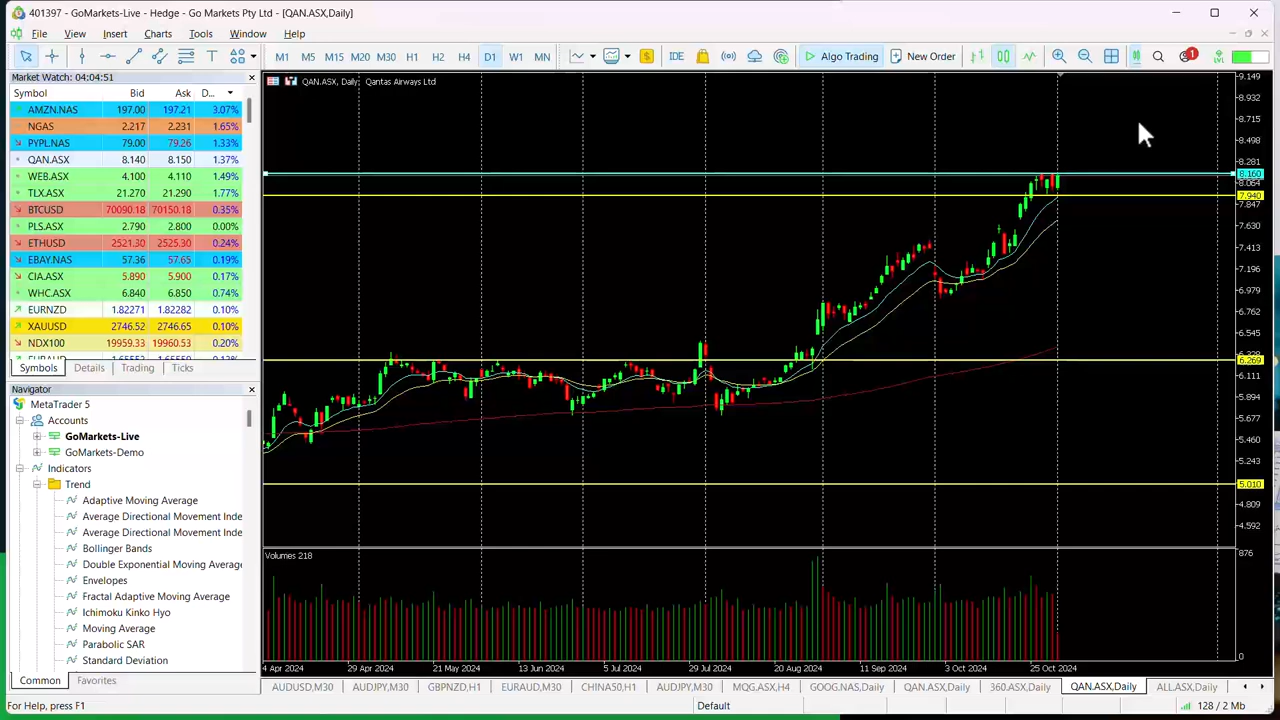 401397 - GoMarkets-Live - Hedge - Go Markets Pty Ltd - [QAN.ASX,Daily]
File View Insert Charts Tools Window Help
M1 M5 M15 M20 M30 H1 H2 H4 D1 W1 IDE Algo Trading New Order 1
Market Watch: 04:04:51
Symbol Bid Ask D...
AMZN.NAS 197.00 197.21 3.07%
NGAS 2.217 2.231 1.65%
PYPL.NAS 79.00 79.26 1.33%
QAN.ASX 8.140 8.150 1.37%
WEB.ASX 4.100 4.110 1.49%
TLX.ASX 21.270 21.290 1.77%
BTCUSD 70090.18 70150.18 0.35%
PLS.ASX 2.790 2.800 0.00%
ETHUSD 2521.30 2525.30 0.24%
EBAY.NAS 57.36 57.65 0.19%
CIA.ASX 5.890 5.900 0.17%
WHC.ASX 6.840 6.850 0.74%
EURNZD 1.82271 1.82282 0.10%
XAUUSD 2746.52 2746.65 0.10%
NDX100 19959.33 19960.53 0.20%
Symbols Details Trading Ticks
Navigator
MetaTrader 5
Accounts
GoMarkets-Live
GoMarkets-Demo
Indicators
Trend
Adaptive Moving Average
Average Directional Movement Inde
Average Directional Movement Inde
Bollinger Bands
Double Exponential Moving Average
Envelopes
Fractal Adaptive Moving Average
Ichimoku Kinko Hyo
Moving Average
Parabolic SAR
Standard Deviation
Common Favorites
QAN.ASX, Daily: Qantas Airways Ltd
9.149
8.932
8.715
8.498
8.281
8.160
8.064
7.940
7.847
7.630
7.413
7.196
6.979
6.762
6.545
6.269
6.111
5.894
5.677
5.460
5.243
5.010
4.809
4.592
Volumes 218
876
0
4 Apr 2024 29 Apr 2024 21 May 2024 13 Jun 2024 5 Jul 2024 29 Jul 2024 20 Aug 2024 11 Sep 2024 3 Oct 2024 25 Oct 2024
AUDUSD,M30 AUDJPY,M30 GBPNZD,H1 EURAUD,M30 CHINA50,H1 AUDJPY,M30 MQG.ASX,H4 GOOG.NAS,Daily QAN.ASX,Daily 360.ASX,Daily QAN.ASX,Daily ALL.ASX,Daily
For Help, press F1 Default 128 / 2 Mb